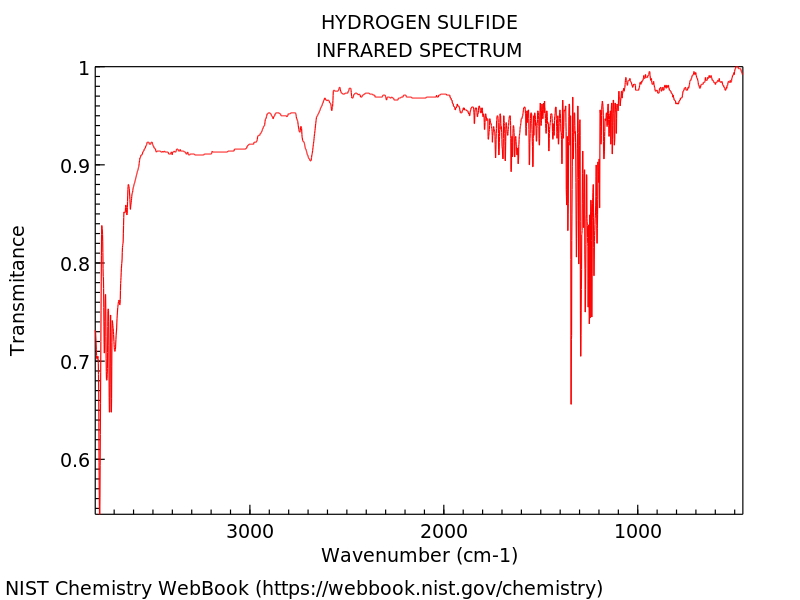 HYDROGEN SULFIDE
INFRARED SPECTRUM
1
0.9
0.8
0.7
0.6
Transmitance
3000 2000 1000
Wavenumber (cm-1)
NIST Chemistry WebBook (https://webbook.nist.gov/chemistry)